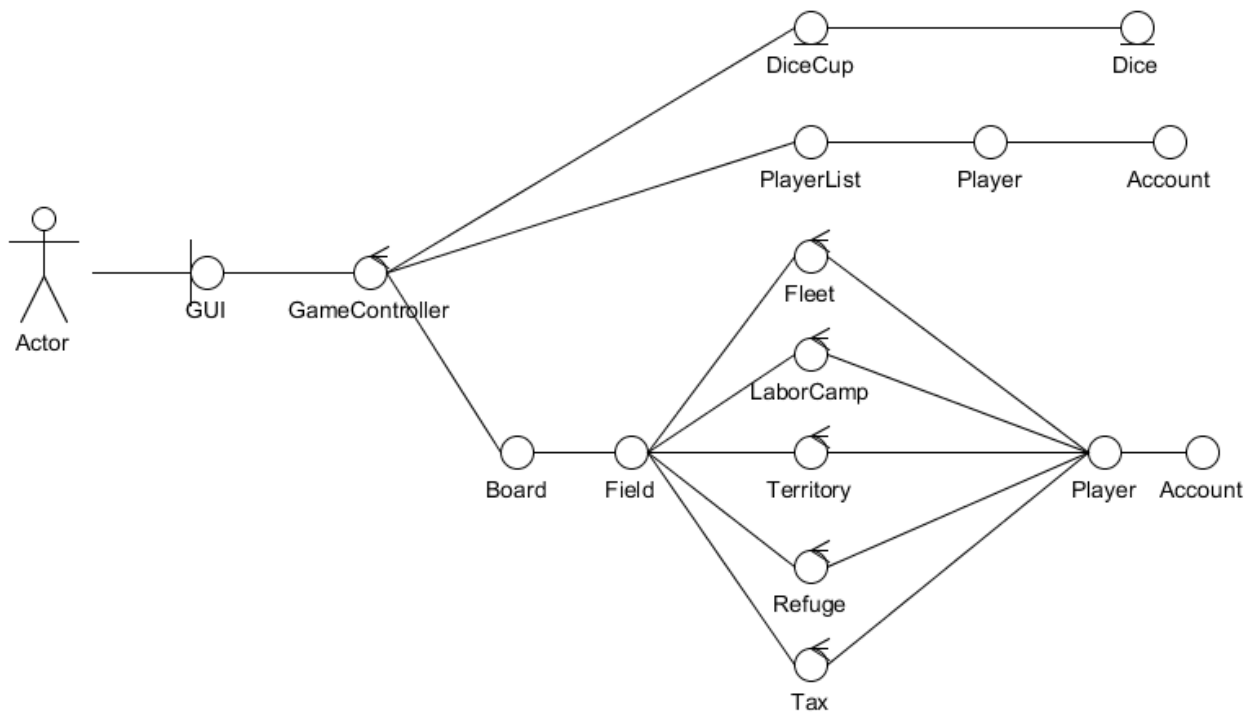 DiceCup
Dice
PlayerList
Player
Account
Actor
GUI
GameController
Fleet
LaborCamp
Board
Field
Territory
Player
Account
Refuge
Tax